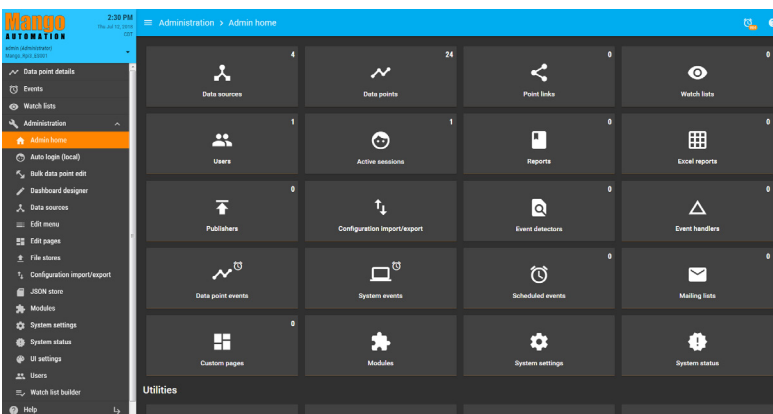 Mango
AUTOMATION
2:30 PM
CDT
admin (Administrator)
Data point details
Events
Watch lists
Administration
Admin home
Auto login (local)
Bulk data point edit
Dashboard designer
Data sources
Edit menu
Edit pages
File stores
Configuration import/export
JSON store
Modules
System settings
System status
UI settings
Users
Watch list builder
Help
Administration > Admin home
4
Data sources
24
Data points
0
Point links
0
Watch lists
1
Users
1
Active sessions
0
Reports
0
Excel reports
0
Publishers
Configuration import/export
0
Event detectors
0
Event handlers
Data point events
System events
0
Scheduled events
0
Mailing lists
0
Custom pages
Modules
System settings
System status
Utilities